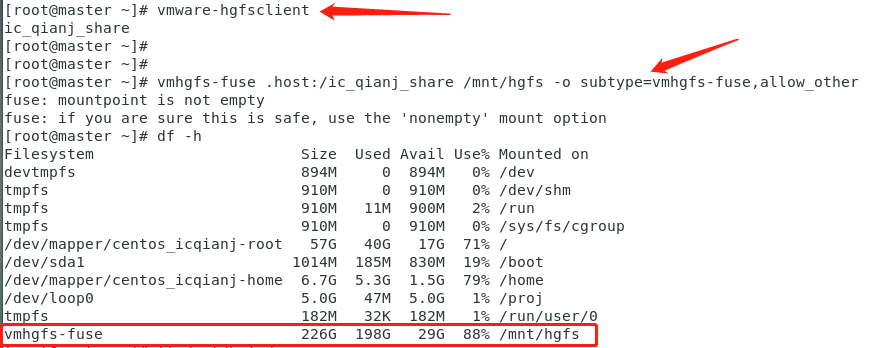 [root@master ~]# vmware-hgfsclient
ic_qianj_share
[root@master ~]#
[root@master ~]#
[root@master ~]# vmhgfs-fuse .host:/ic_qianj_share /mnt/hgfs -o subtype=vmhgfs-fuse,allow_other
fuse: mountpoint is not empty
fuse: if you are sure this is safe, use the 'nonempty' mount option
[root@master ~]# df -h
Filesystem                       Size  Used Avail Use% Mounted on
devtmpfs                         894M     0  894M   0% /dev
tmpfs                            910M     0  910M   0% /dev/shm
tmpfs                            910M   11M  900M   2% /run
tmpfs                            910M     0  910M   0% /sys/fs/cgroup
/dev/mapper/centos_icqianj-root   57G   40G   17G  71% /
/dev/sda1                       1014M  185M  830M  19% /boot
/dev/mapper/centos_icqianj-home  6.7G  5.3G  1.5G  79% /home
/dev/loop0                       5.0G   47M  5.0G   1% /proj
tmpfs                            182M   32K  182M   1% /run/user/0
vmhgfs-fuse                      226G  198G   29G  88% /mnt/hgfs